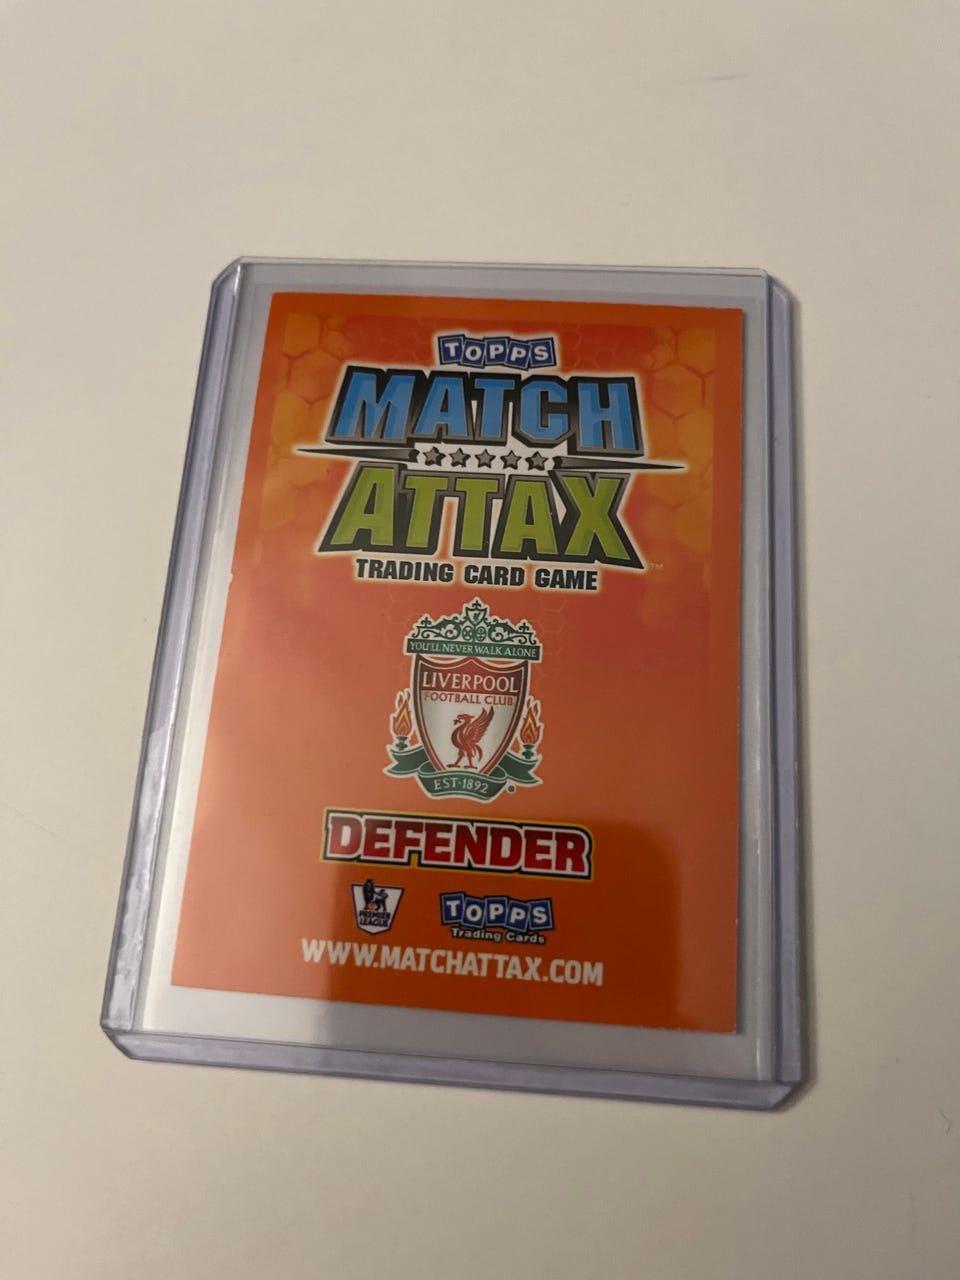 TOPPS
MATCH
ATTAX
TM
TRADING CARD GAME
YOU'LL NEVER WALK ALONE
LIVERPOOL
FOOTBALL CLUB
EST·1892
DEFENDER
PREMIER
LEAGUE
TOPPS
Trading Cards
WWW.MATCHATTAX.COM